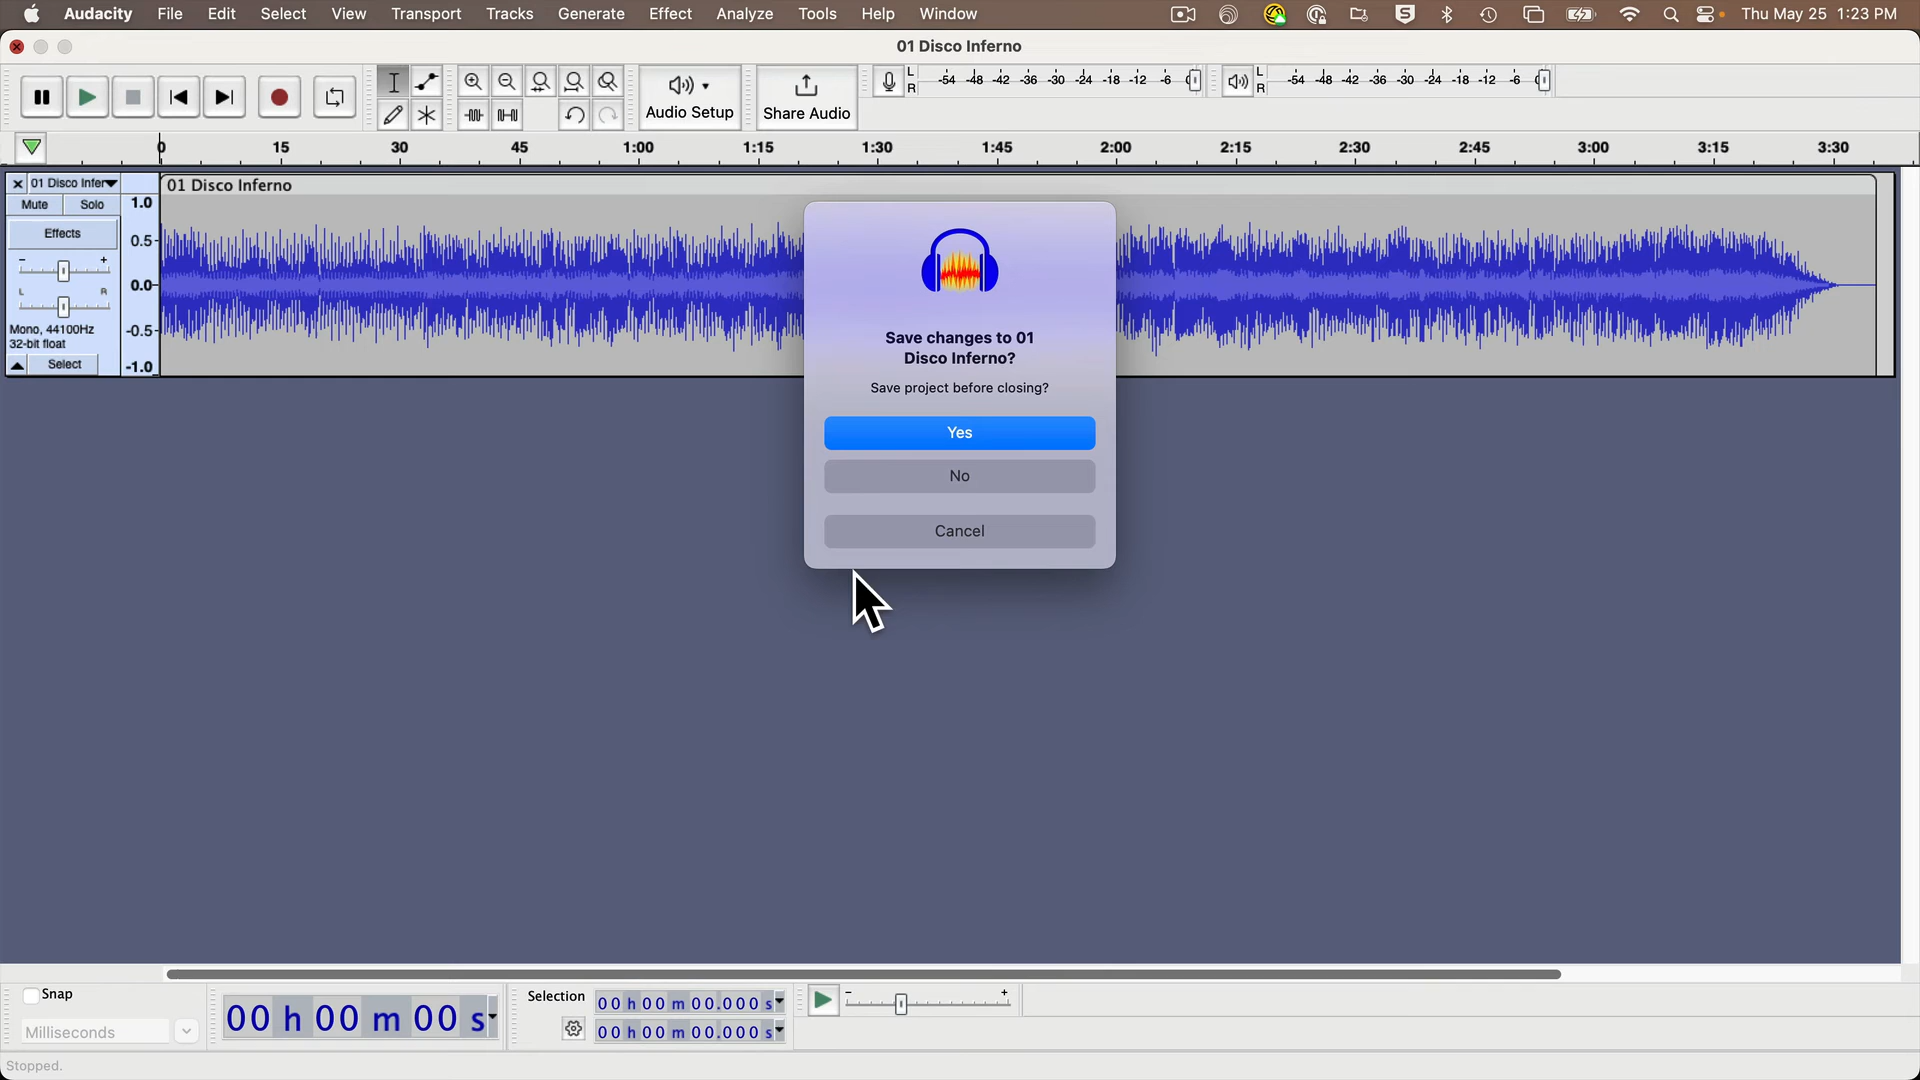 Audacity File Edit Select View Transport Tracks Generate Effect Analyze Tools Help Window Thu May 25 1:23 PM
01 Disco Inferno
Audio Setup
Share Audio
L -54 -48 -42 -36 -30 -24 -18 -12 -6 0
R
L -54 -48 -42 -36 -30 -24 -18 -12 -6 0
R
0 15 30 45 1:00 1:15 1:30 1:45 2:00 2:15 2:30 2:45 3:00 3:15 3:30
01 Disco Infer
01 Disco Inferno
Mute Solo
Effects
- +
L R
Mono, 44100Hz
32-bit float
Select
1.0
0.5
0.0
-0.5
-1.0
Save changes to 01
Disco Inferno?
Save project before closing?
Yes
No
Cancel
Snap
Milliseconds
00 h 00 m 00 s
Selection
00 h 00 m 00.000 s
00 h 00 m 00.000 s
- +
Stopped.